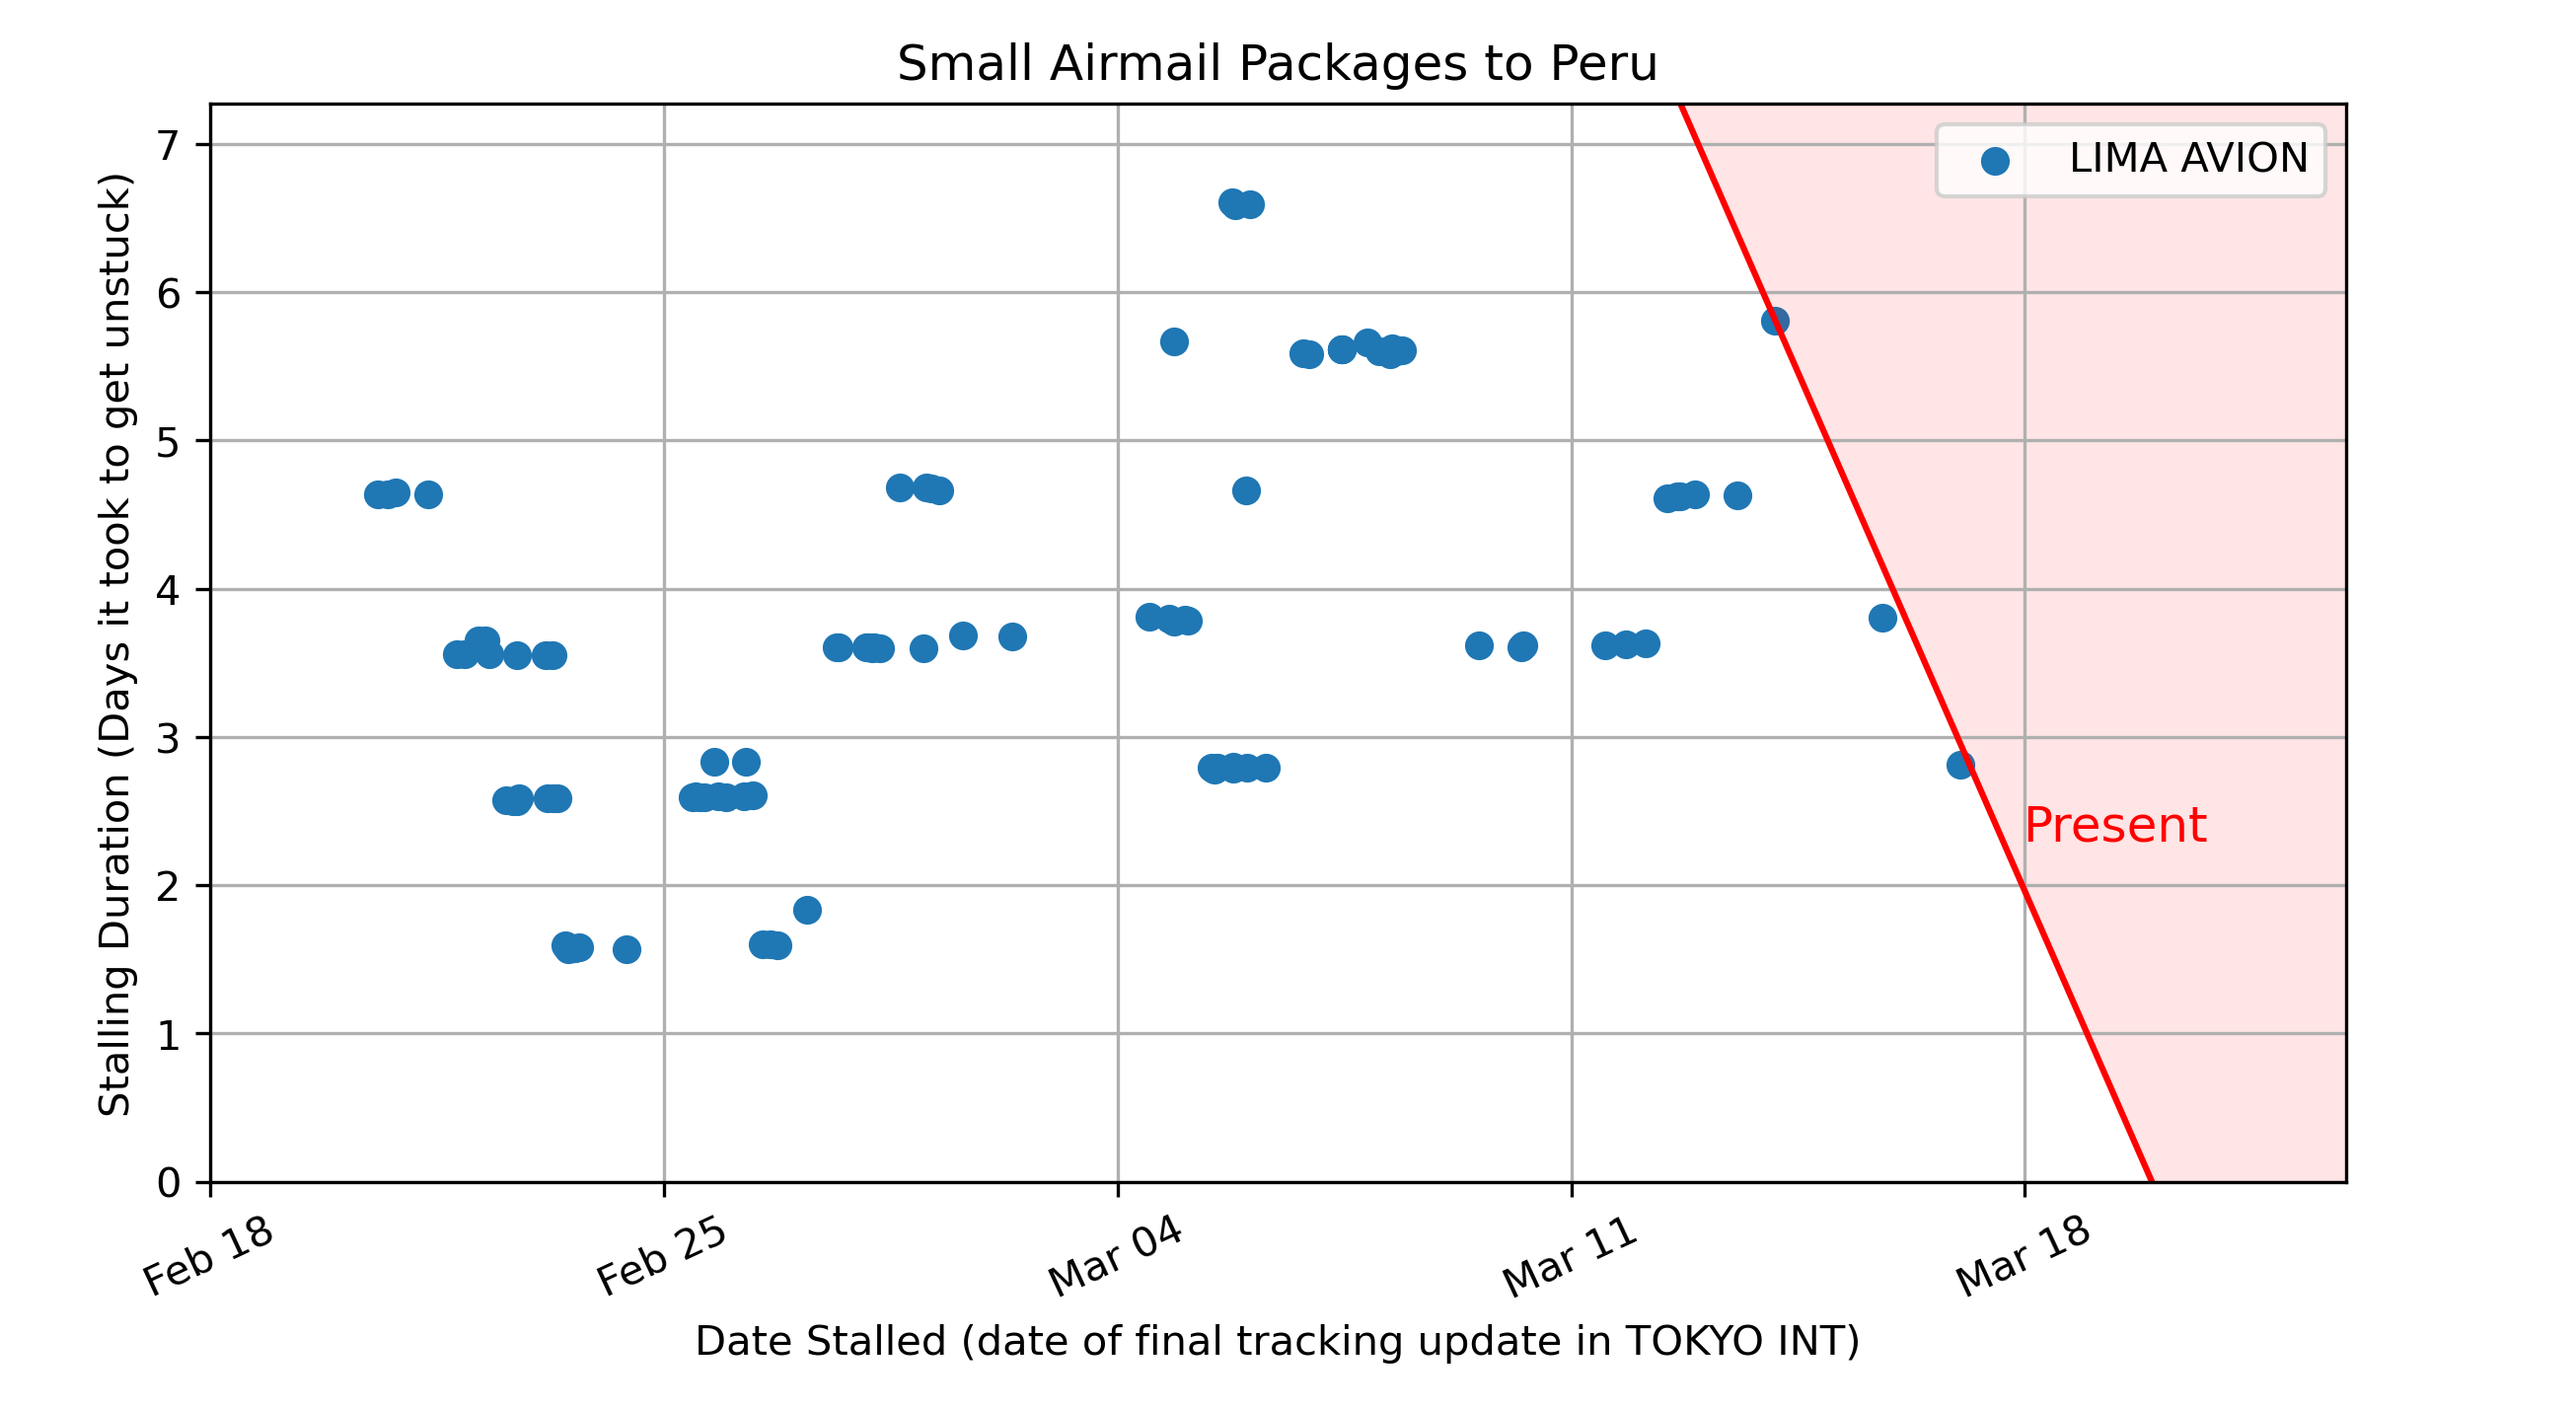 Small Airmail Packages to Peru
LIMA AVION
Stalling Duration (Days it took to get unstuck)
7
6
5
4
3
2
1
0
Present
Feb 18
Feb 25
Mar 04
Mar 11
Mar 18
Date Stalled (date of final tracking update in TOKYO INT)